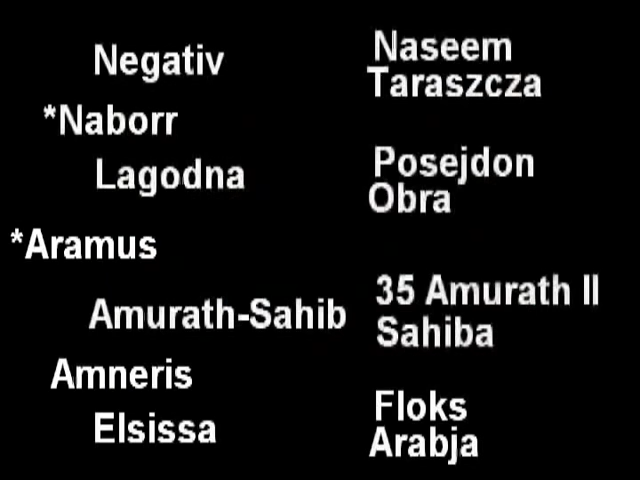 Naseem
Negativ
Taraszcza
*Naborr
Posejdon
Lagodna
Obra
*Aramus
35 Amurath II
Amurath-Sahib
Sahiba
Amneris
Floks
Elsissa
Arabja